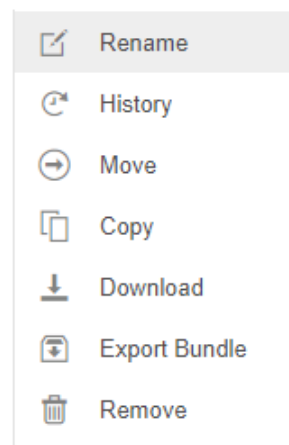 Rename
History
Move
Copy
Download
Export Bundle
Remove